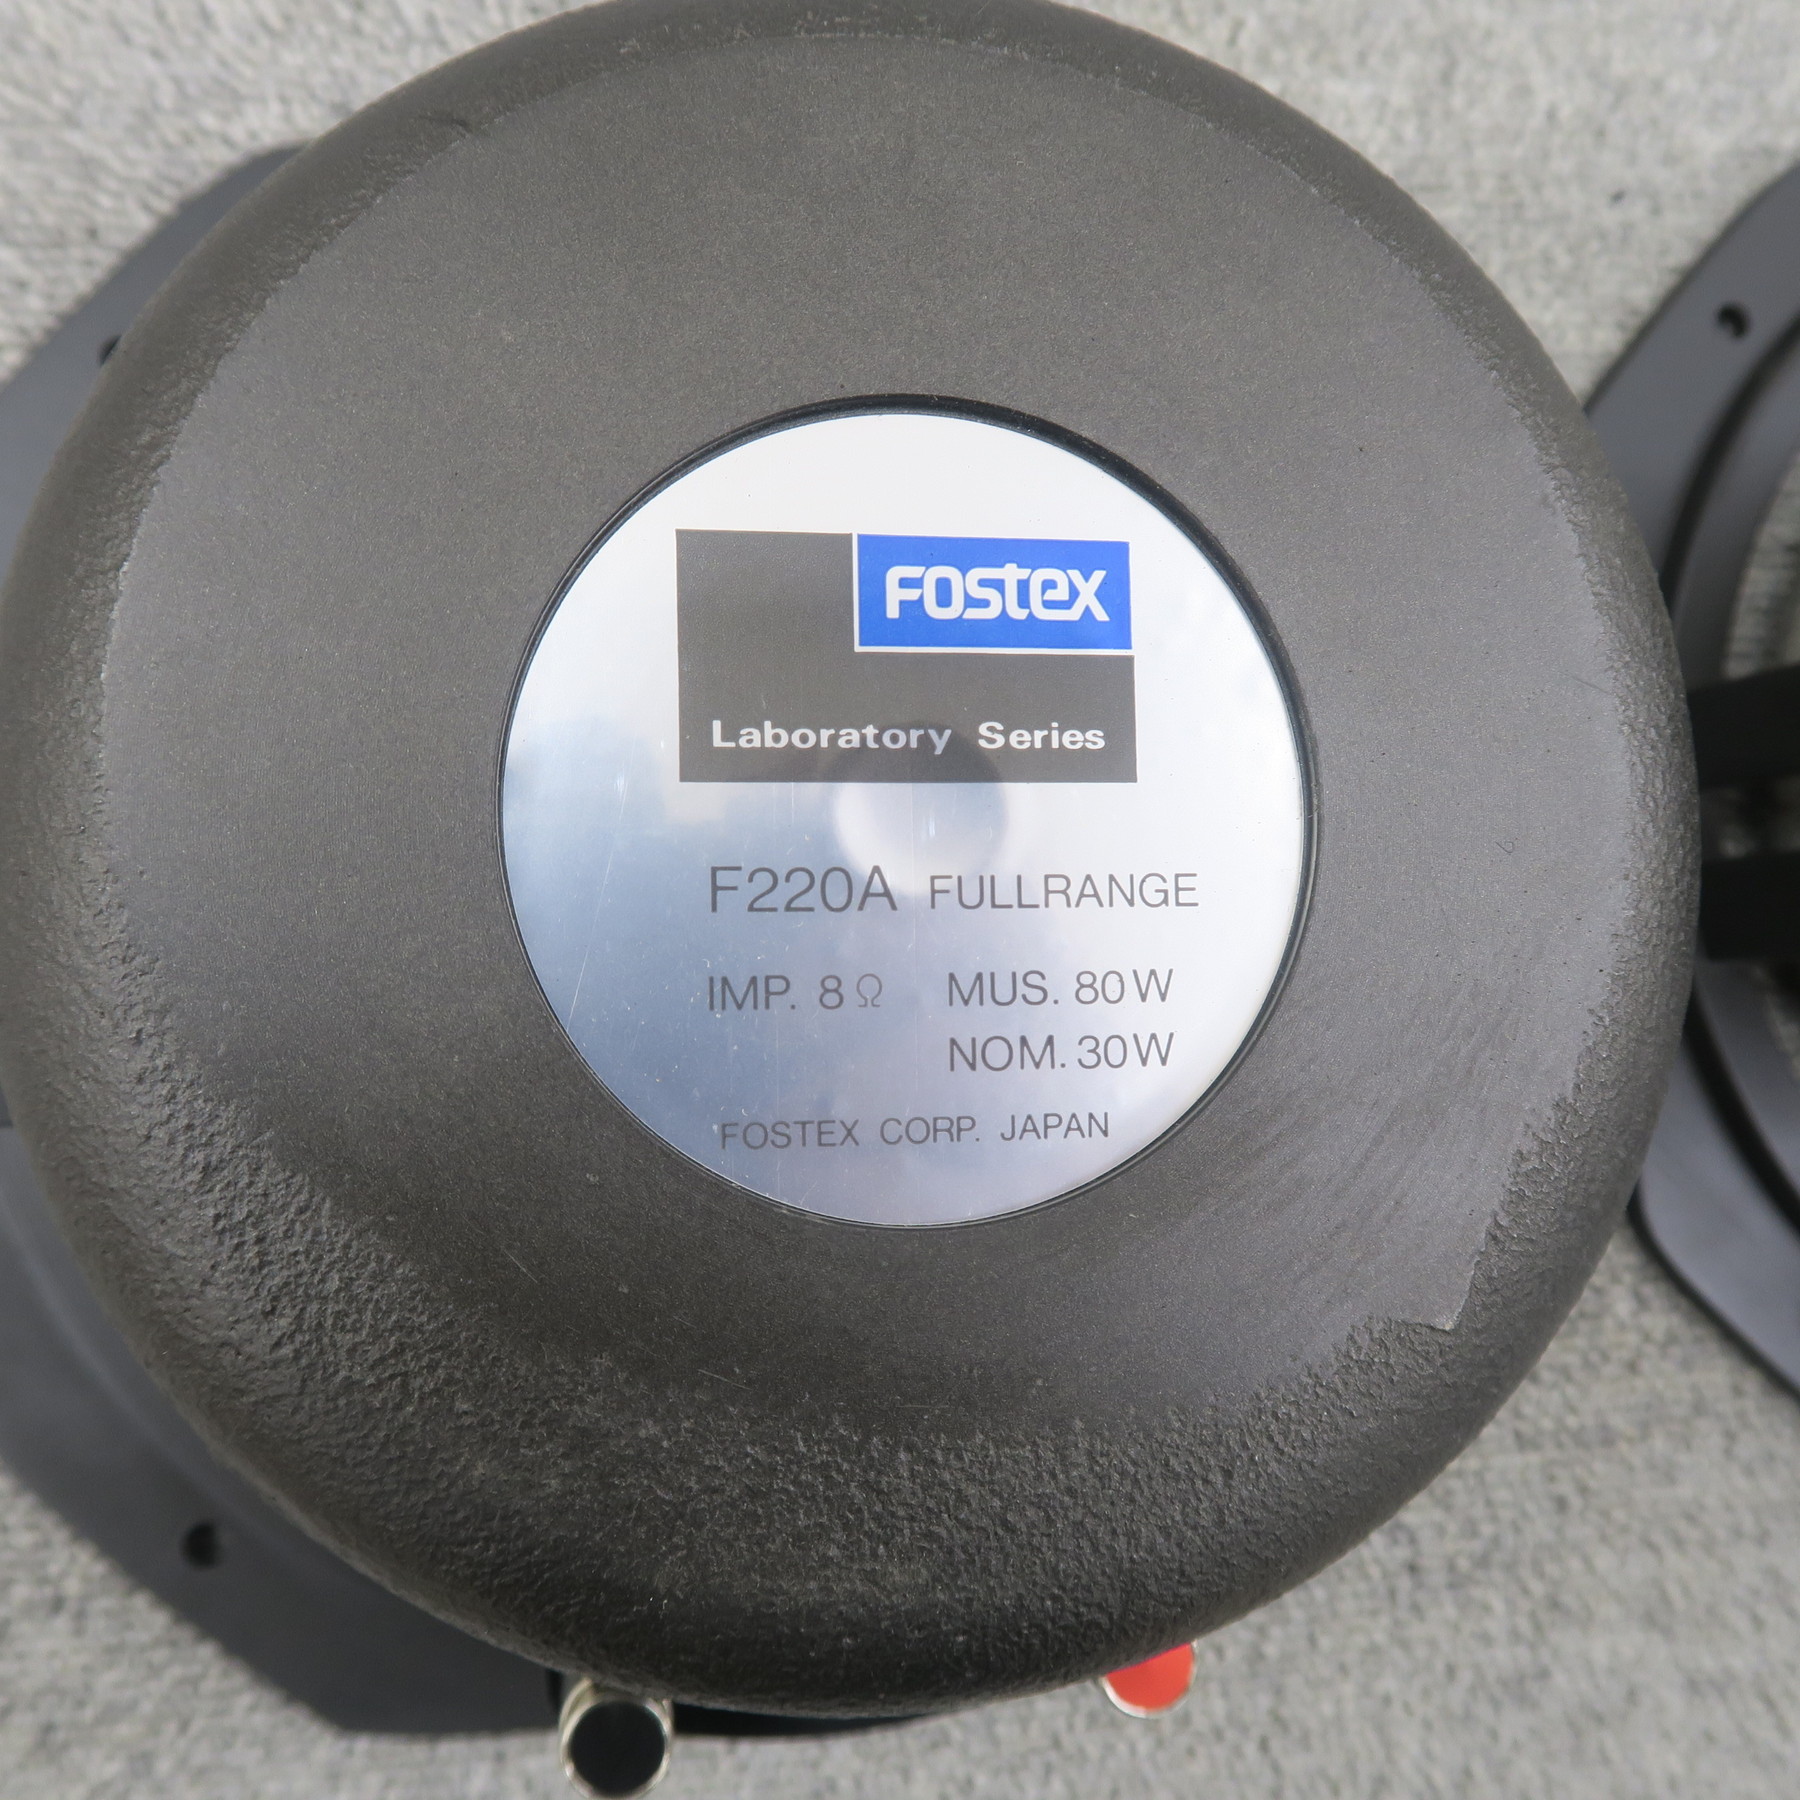 FOSTEX
Laboratory Series
F220A FULLRANGE
IMP. 8Ω MUS. 80W
NOM. 30W
FOSTEX CORP. JAPAN